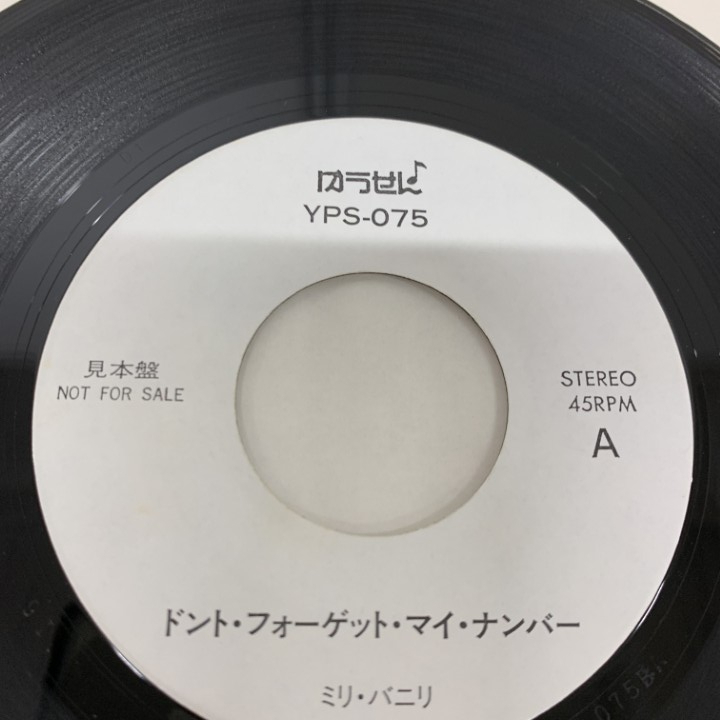 ゆうせん
YPS-075
見本盤
NOT FOR SALE
STEREO
45RPM
A
ドント・フォーゲット・マイ・ナンバー
ミリ・バニリ